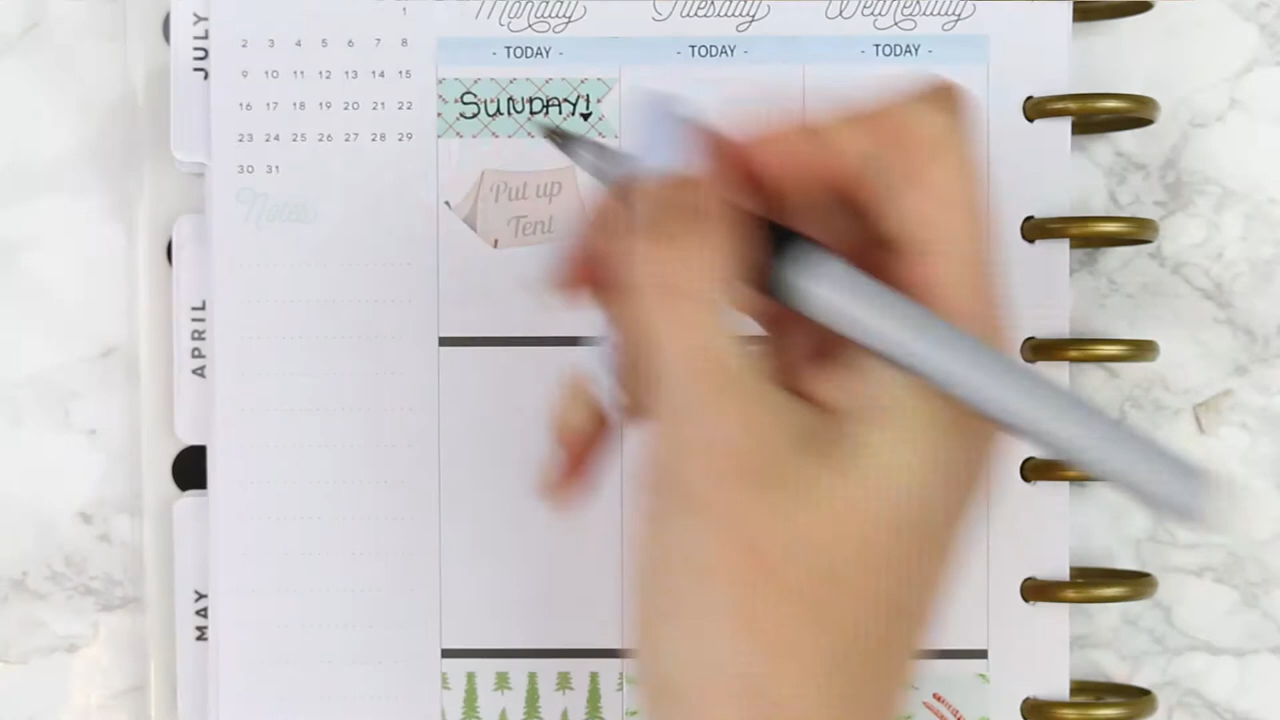 JULY
1
2 3 4 5 6 7 8
9 10 11 12 13 14 15
16 17 18 19 20 21 22
23 24 25 26 27 28 29
30 31
Notes
APRIL
MAY
Monday Tuesday Wednesday
- TODAY - - TODAY - - TODAY -
SUNDAY!
Put up
Tent